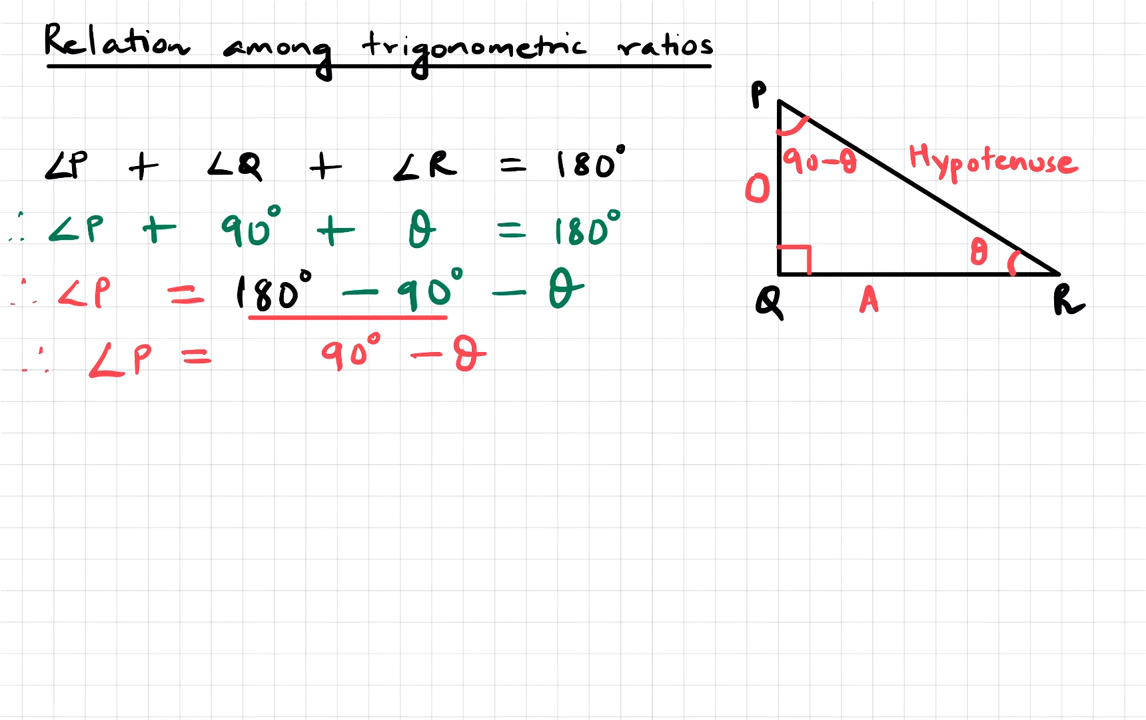 Relation among trigonometric ratios
∠P + ∠Q + ∠R = 180°
∴ ∠P + 90° + θ = 180°
∴ ∠P = 180° - 90° - θ
∴ ∠P = 90° - θ
P
90-θ
Hypotenuse
O
θ
Q
A
R